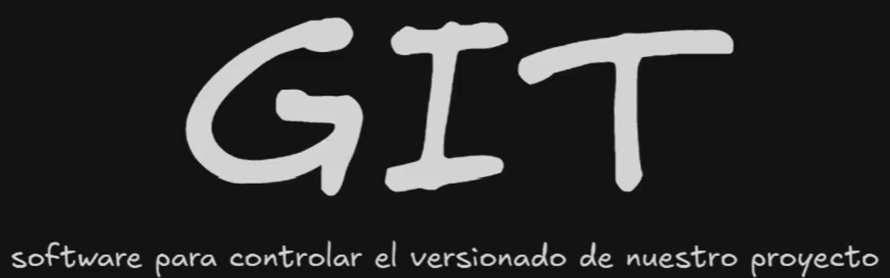 GIT
software para controlar el versionado de nuestro proyecto